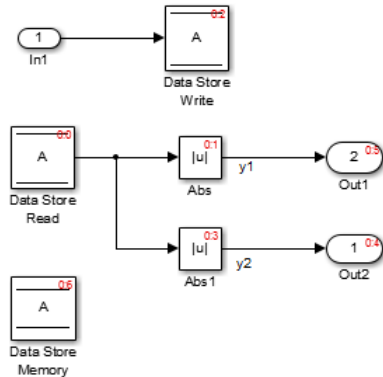 1
In1
0:2
A
Data Store
Write
0:0
A
Data Store
Read
0:1
|u|
Abs
y1
0:5
2
Out1
0:3
|u|
Abs1
y2
0:4
1
Out2
0:6
A
Data Store
Memory